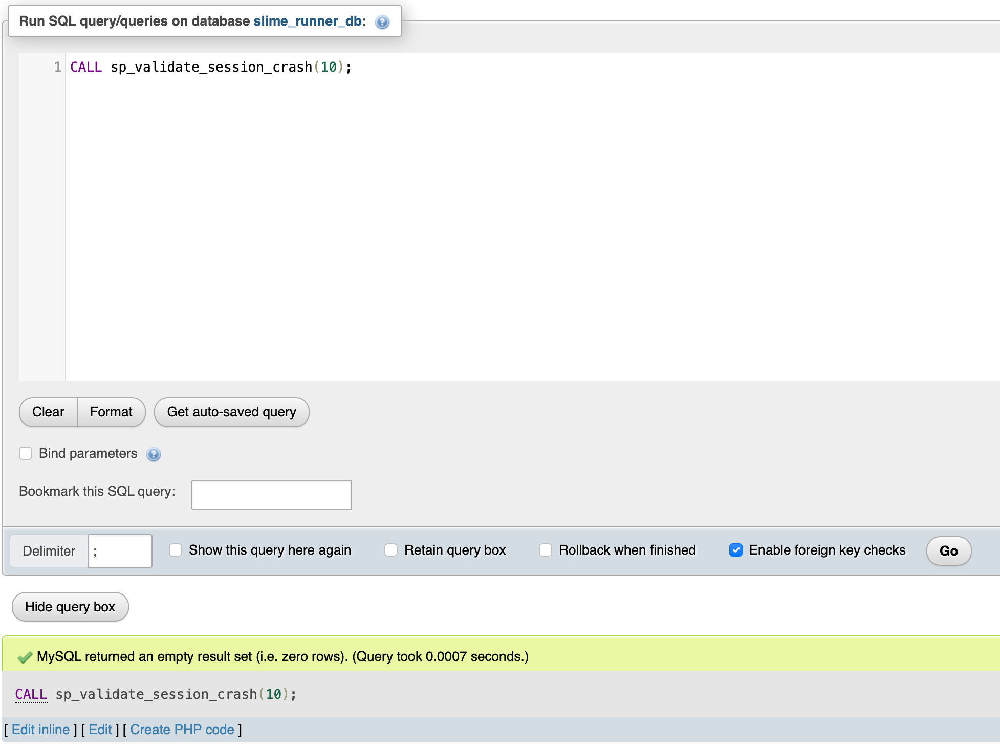 Run SQL query/queries on database slime_runner_db:
1 CALL sp_validate_session_crash(10);
Clear Format Get auto-saved query
Bind parameters
Bookmark this SQL query:
Delimiter ; Show this query here again Retain query box Rollback when finished Enable foreign key checks Go
Hide query box
MySQL returned an empty result set (i.e. zero rows). (Query took 0.0007 seconds.)
CALL sp_validate_session_crash(10);
[ Edit inline ] [ Edit ] [ Create PHP code ]